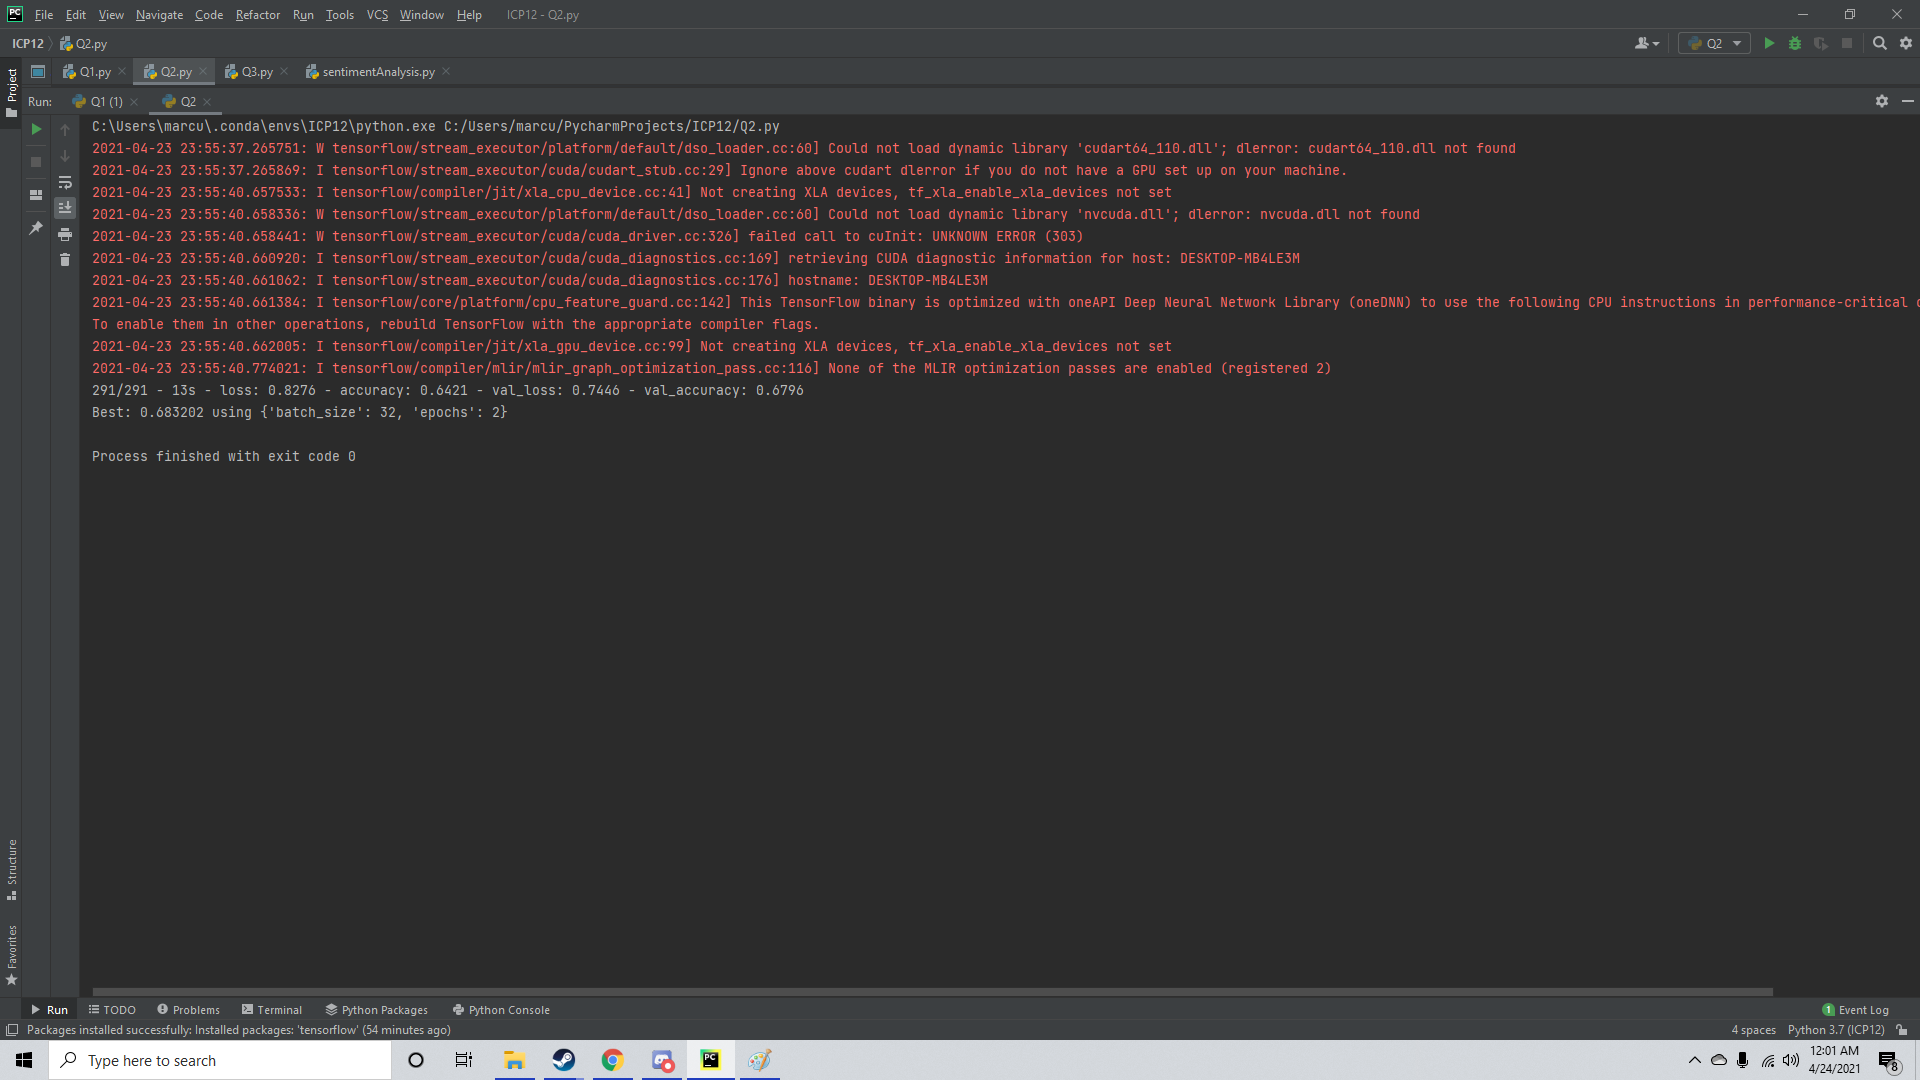 PC File Edit View Navigate Code Refactor Run Tools VCS Window Help ICP12 - Q2.py
ICP12 Q2.py Q2
Project
Q1.py Q2.py Q3.py sentimentAnalysis.py
Run: Q1 (1) Q2
C:\Users\marcu\.conda\envs\ICP12\python.exe C:/Users/marcu/PycharmProjects/ICP12/Q2.py
2021-04-23 23:55:37.265751: W tensorflow/stream_executor/platform/default/dso_loader.cc:60] Could not load dynamic library 'cudart64_110.dll'; dlerror: cudart64_110.dll not found
2021-04-23 23:55:37.265869: I tensorflow/stream_executor/cuda/cudart_stub.cc:29] Ignore above cudart dlerror if you do not have a GPU set up on your machine.
2021-04-23 23:55:40.657533: I tensorflow/compiler/jit/xla_cpu_device.cc:41] Not creating XLA devices, tf_xla_enable_xla_devices not set
2021-04-23 23:55:40.658336: W tensorflow/stream_executor/platform/default/dso_loader.cc:60] Could not load dynamic library 'nvcuda.dll'; dlerror: nvcuda.dll not found
2021-04-23 23:55:40.658441: W tensorflow/stream_executor/cuda/cuda_driver.cc:326] failed call to cuInit: UNKNOWN ERROR (303)
2021-04-23 23:55:40.660920: I tensorflow/stream_executor/cuda/cuda_diagnostics.cc:169] retrieving CUDA diagnostic information for host: DESKTOP-MB4LE3M
2021-04-23 23:55:40.661062: I tensorflow/stream_executor/cuda/cuda_diagnostics.cc:176] hostname: DESKTOP-MB4LE3M
2021-04-23 23:55:40.661384: I tensorflow/core/platform/cpu_feature_guard.cc:142] This TensorFlow binary is optimized with oneAPI Deep Neural Network Library (oneDNN) to use the following CPU instructions in performance-critical
To enable them in other operations, rebuild TensorFlow with the appropriate compiler flags.
2021-04-23 23:55:40.662005: I tensorflow/compiler/jit/xla_gpu_device.cc:99] Not creating XLA devices, tf_xla_enable_xla_devices not set
2021-04-23 23:55:40.774021: I tensorflow/compiler/mlir/mlir_graph_optimization_pass.cc:116] None of the MLIR optimization passes are enabled (registered 2)
291/291 - 13s - loss: 0.8276 - accuracy: 0.6421 - val_loss: 0.7446 - val_accuracy: 0.6796
Best: 0.683202 using {'batch_size': 32, 'epochs': 2}
Process finished with exit code 0
Structure
Favorites
Run TODO Problems Terminal Python Packages Python Console 1 Event Log
Packages installed successfully: Installed packages: 'tensorflow' (54 minutes ago) 4 spaces Python 3.7 (ICP12)
Type here to search PC 12:01 AM
4/24/2021 8